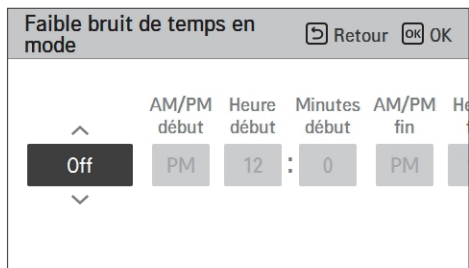 Faible bruit de temps en
mode
Retour OK OK
AM/PM Heure Minutes AM/PM
début début début fin
Off PM 12 : 0 PM